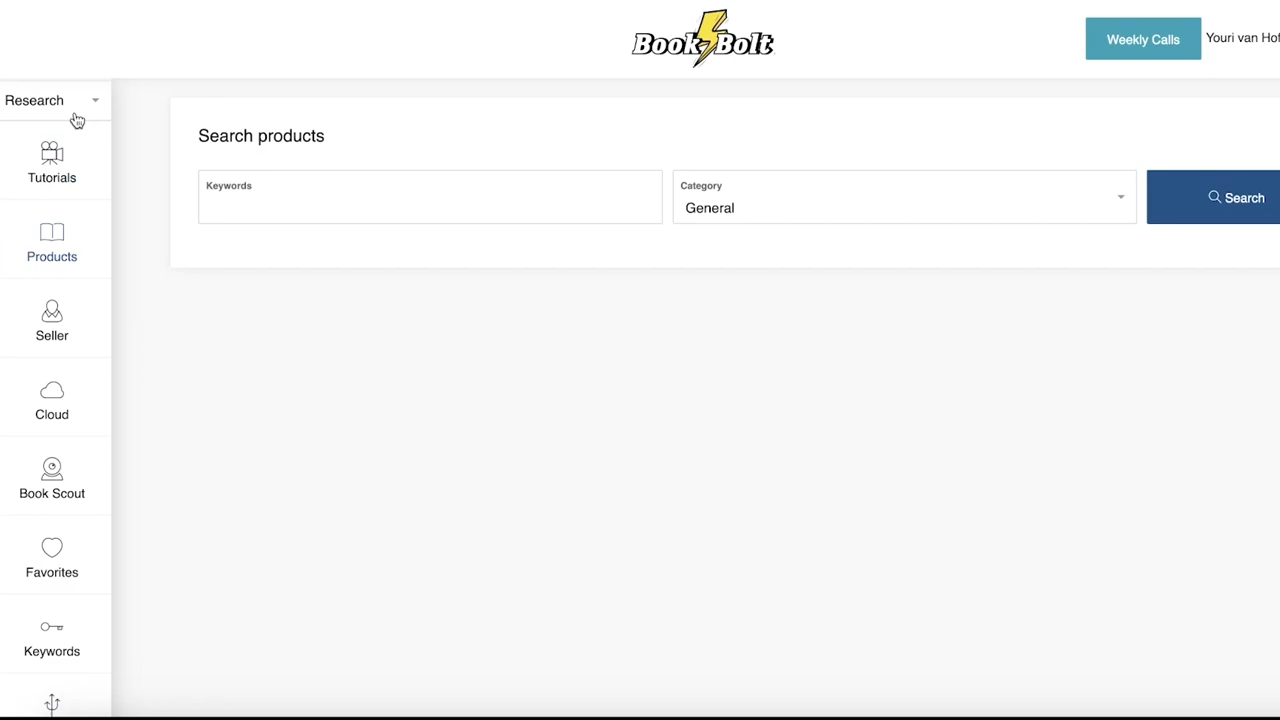 Book Bolt
Weekly Calls
Youri van Hof
Research
Search products
Keywords
Category
General
Search
Tutorials
Products
Seller
Cloud
Book Scout
Favorites
Keywords